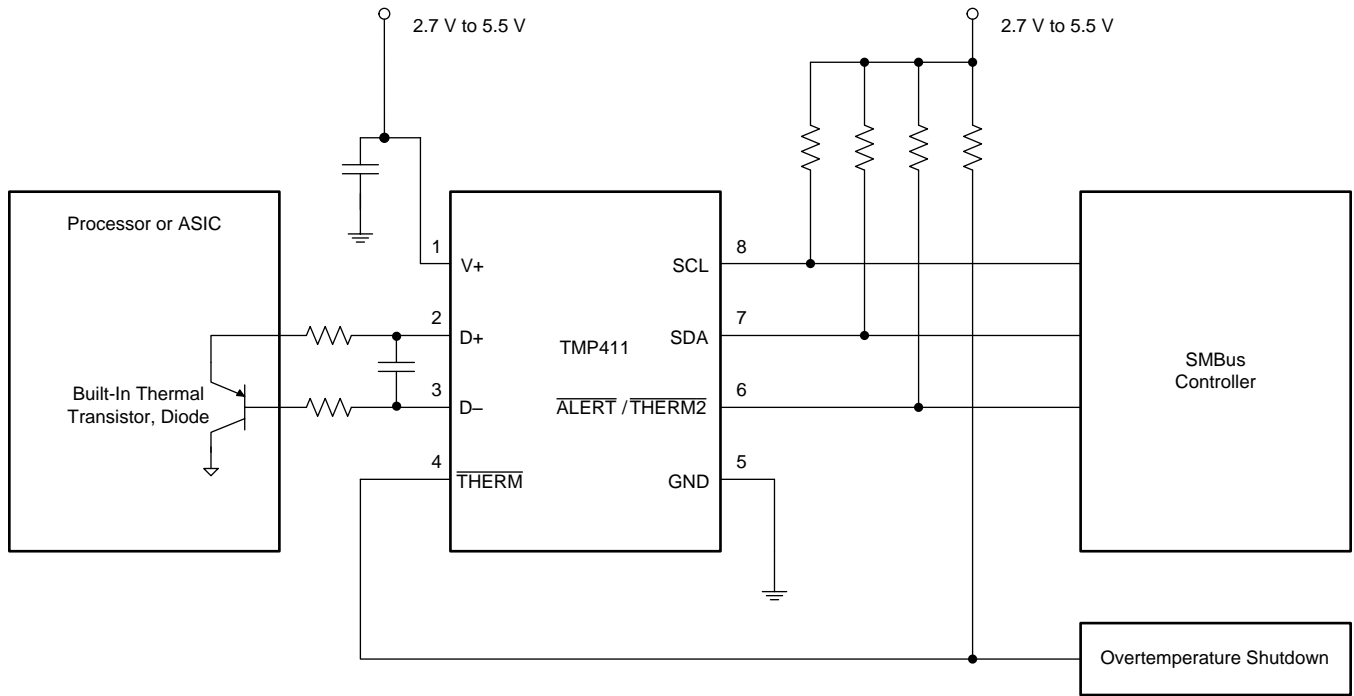 2.7 V to 5.5 V
2.7 V to 5.5 V
Processor or ASIC
Built-In Thermal
Transistor, Diode
1
V+
2
D+
3
D–
4
THERM
TMP411
8
SCL
7
SDA
6
ALERT / THERM2
5
GND
SMBus
Controller
Overtemperature Shutdown